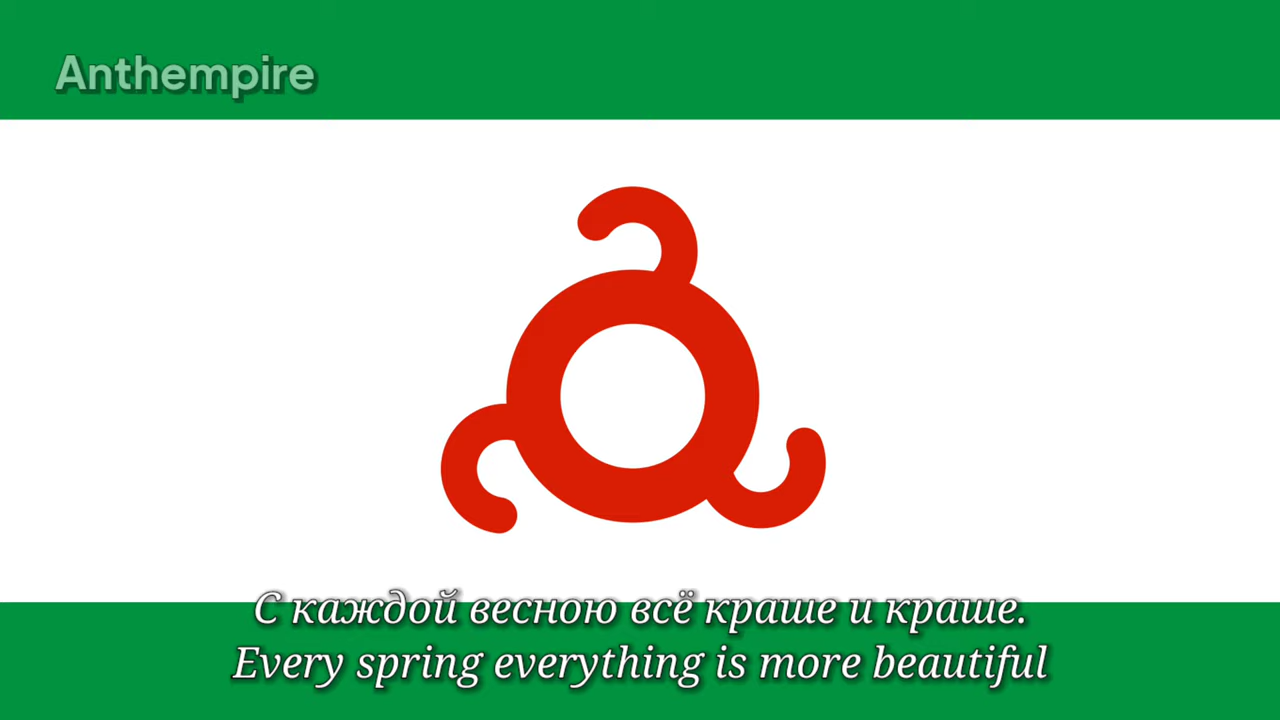 Anthempire
С каждой весною всё краше и краше.
Every spring everything is more beautiful